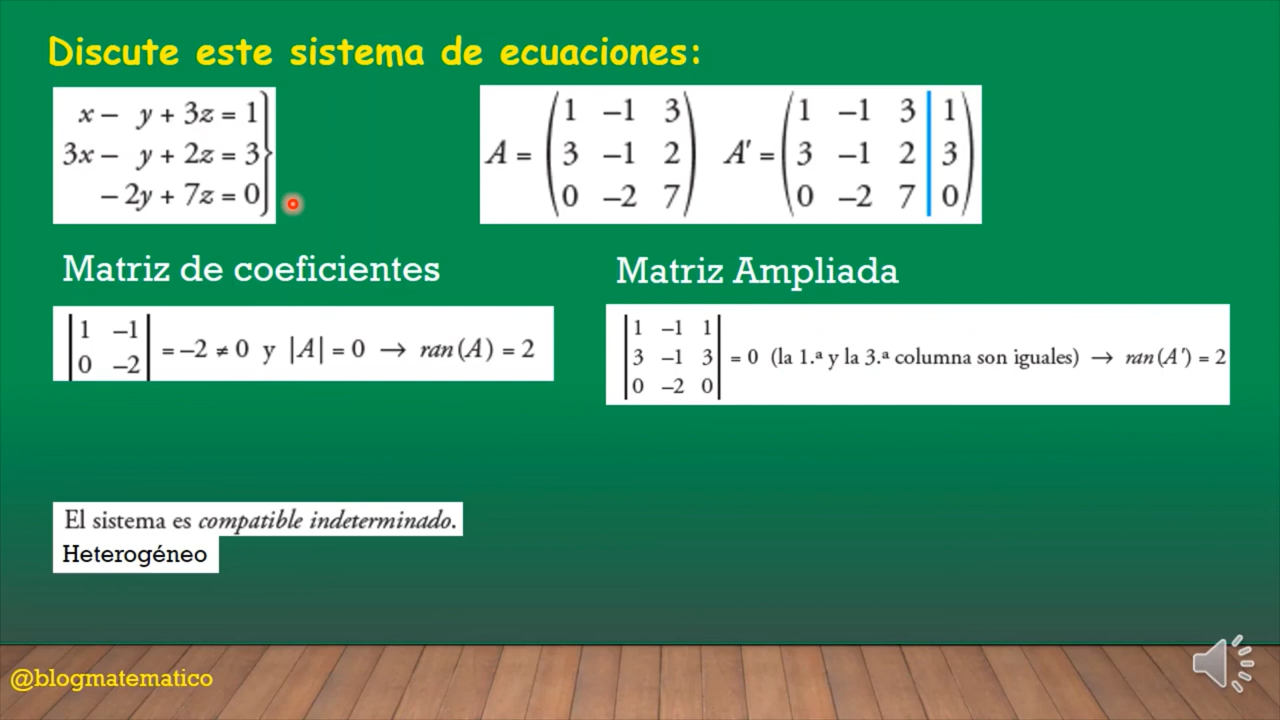 Discute este sistema de ecuaciones:
x − y + 3z = 1
3x − y + 2z = 3
− 2y + 7z = 0
A = ( 1 −1 3
3 −1 2
0 −2 7 )
A' = ( 1 −1 3 | 1
3 −1 2 | 3
0 −2 7 | 0 )
Matriz de coeficientes
Matriz Ampliada
| 1 −1
0 −2 | = −2 ≠ 0 y |A| = 0 → ran (A) = 2
| 1 −1 1
3 −1 3
0 −2 0 | = 0 (la 1.ª y la 3.ª columna son iguales) → ran (A') = 2
El sistema es compatible indeterminado.
Heterogéneo
@blogmatematico